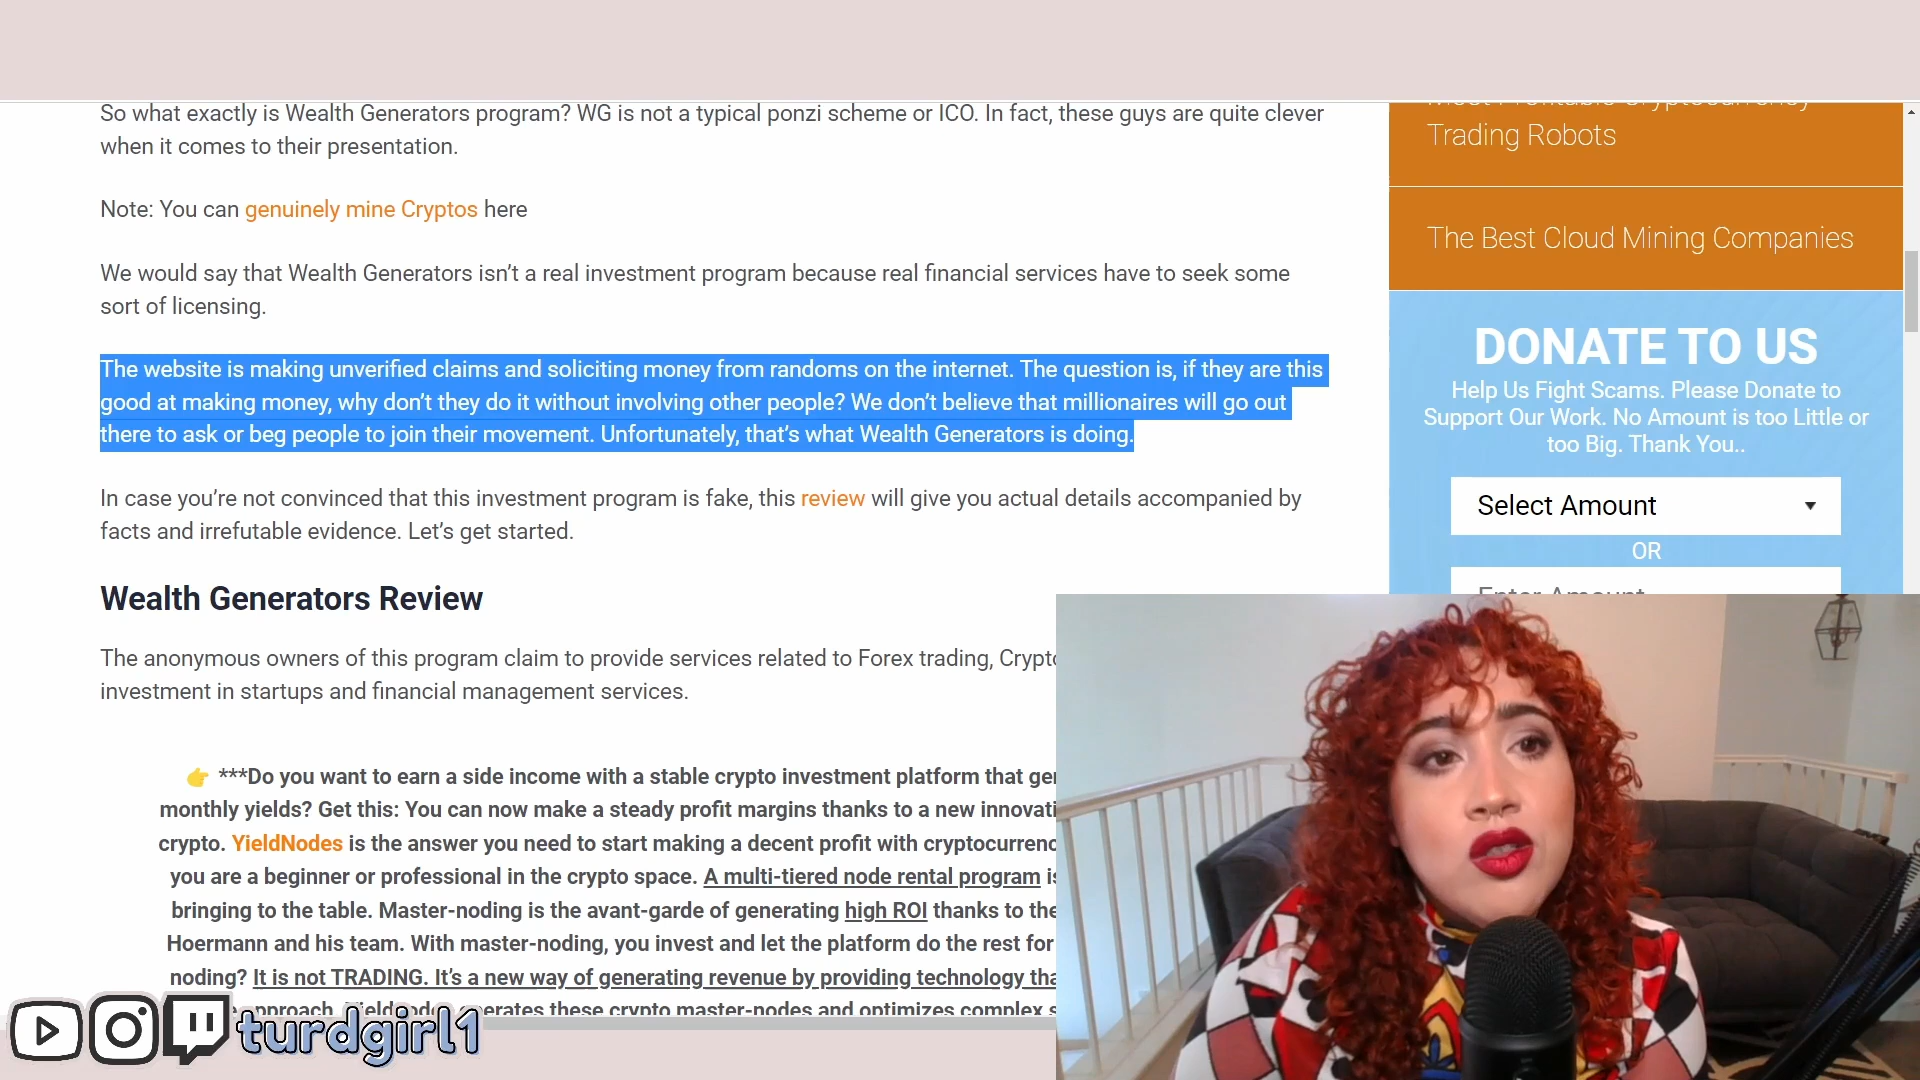 So what exactly is Wealth Generators program? WG is not a typical ponzi scheme or ICO. In fact, these guys are quite clever
when it comes to their presentation.
Note: You can genuinely mine Cryptos here
We would say that Wealth Generators isn’t a real investment program because real financial services have to seek some
sort of licensing.
The website is making unverified claims and soliciting money from randoms on the internet. The question is, if they are this
good at making money, why don’t they do it without involving other people? We don’t believe that millionaires will go out
there to ask or beg people to join their movement. Unfortunately, that’s what Wealth Generators is doing.
In case you’re not convinced that this investment program is fake, this review will give you actual details accompanied by
facts and irrefutable evidence. Let’s get started.
Wealth Generators Review
The anonymous owners of this program claim to provide services related to Forex trading,
investment in startups and financial management services.
👉 ***Do you want to earn a side income with a stable crypto investment platform that
monthly yields? Get this: You can now make a steady profit margins thanks to a new
crypto. YieldNodes is the answer you need to start making a decent profit with
you are a beginner or professional in the crypto space. A multi-tiered node rental program
bringing to the table. Master-noding is the avant-garde of generating high ROI thanks to the
Hoermann and his team. With master-noding, you invest and let the platform do the rest for
noding? It is not TRADING. It’s a new way of generating revenue by providing technology
approach. these crypto master-nodes and optimizes complex
turdgirl1
Most Profitable Cryptocurrency
Trading Robots
The Best Cloud Mining Companies
DONATE TO US
Help Us Fight Scams. Please Donate to
Support Our Work. No Amount is too Little or
too Big. Thank You..
Select Amount
OR
Enter Amount